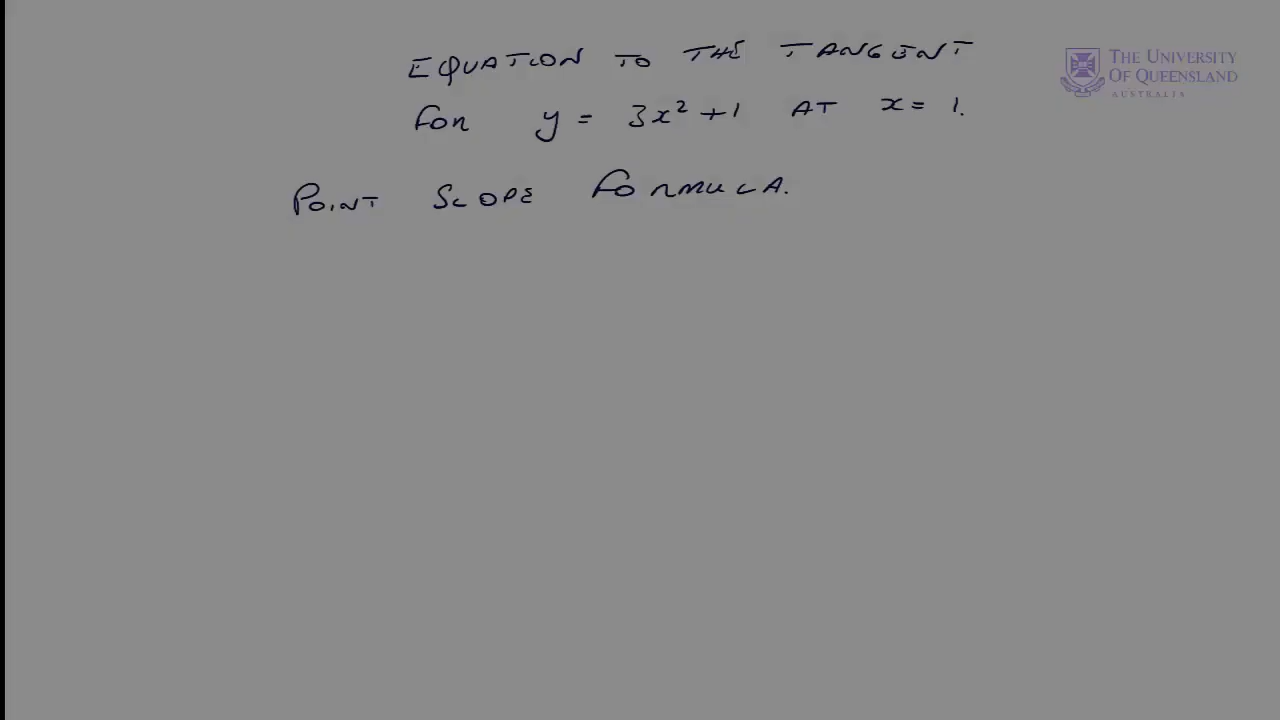 EQUATION TO THE TANGENT
THE UNIVERSITY
OF QUEENSLAND
AUSTRALIA
For y = 3x² + 1 AT x = 1.
POINT SLOPE FORMULA.